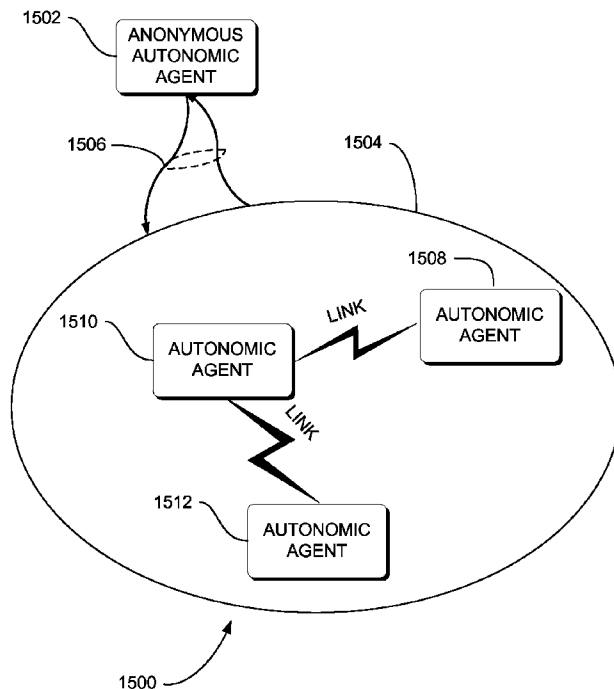 1502
ANONYMOUS
AUTONOMIC
AGENT
1506
1504
1508
LINK
AUTONOMIC
AGENT
1510
AUTONOMIC
AGENT
LINK
1512
AUTONOMIC
AGENT
1500